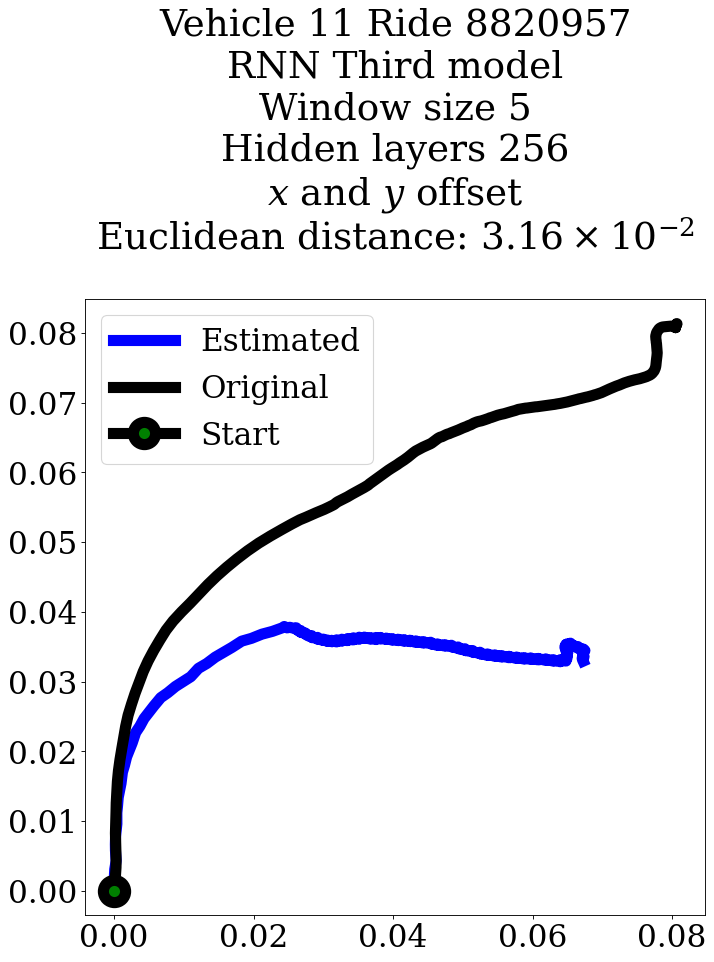 Vehicle 11 Ride 8820957
RNN Third model
Window size 5
Hidden layers 256
x and y offset
Euclidean distance: 3.16 × 10⁻²
Estimated
Original
Start
0.08
0.07
0.06
0.05
0.04
0.03
0.02
0.01
0.00
0.00 0.02 0.04 0.06 0.08